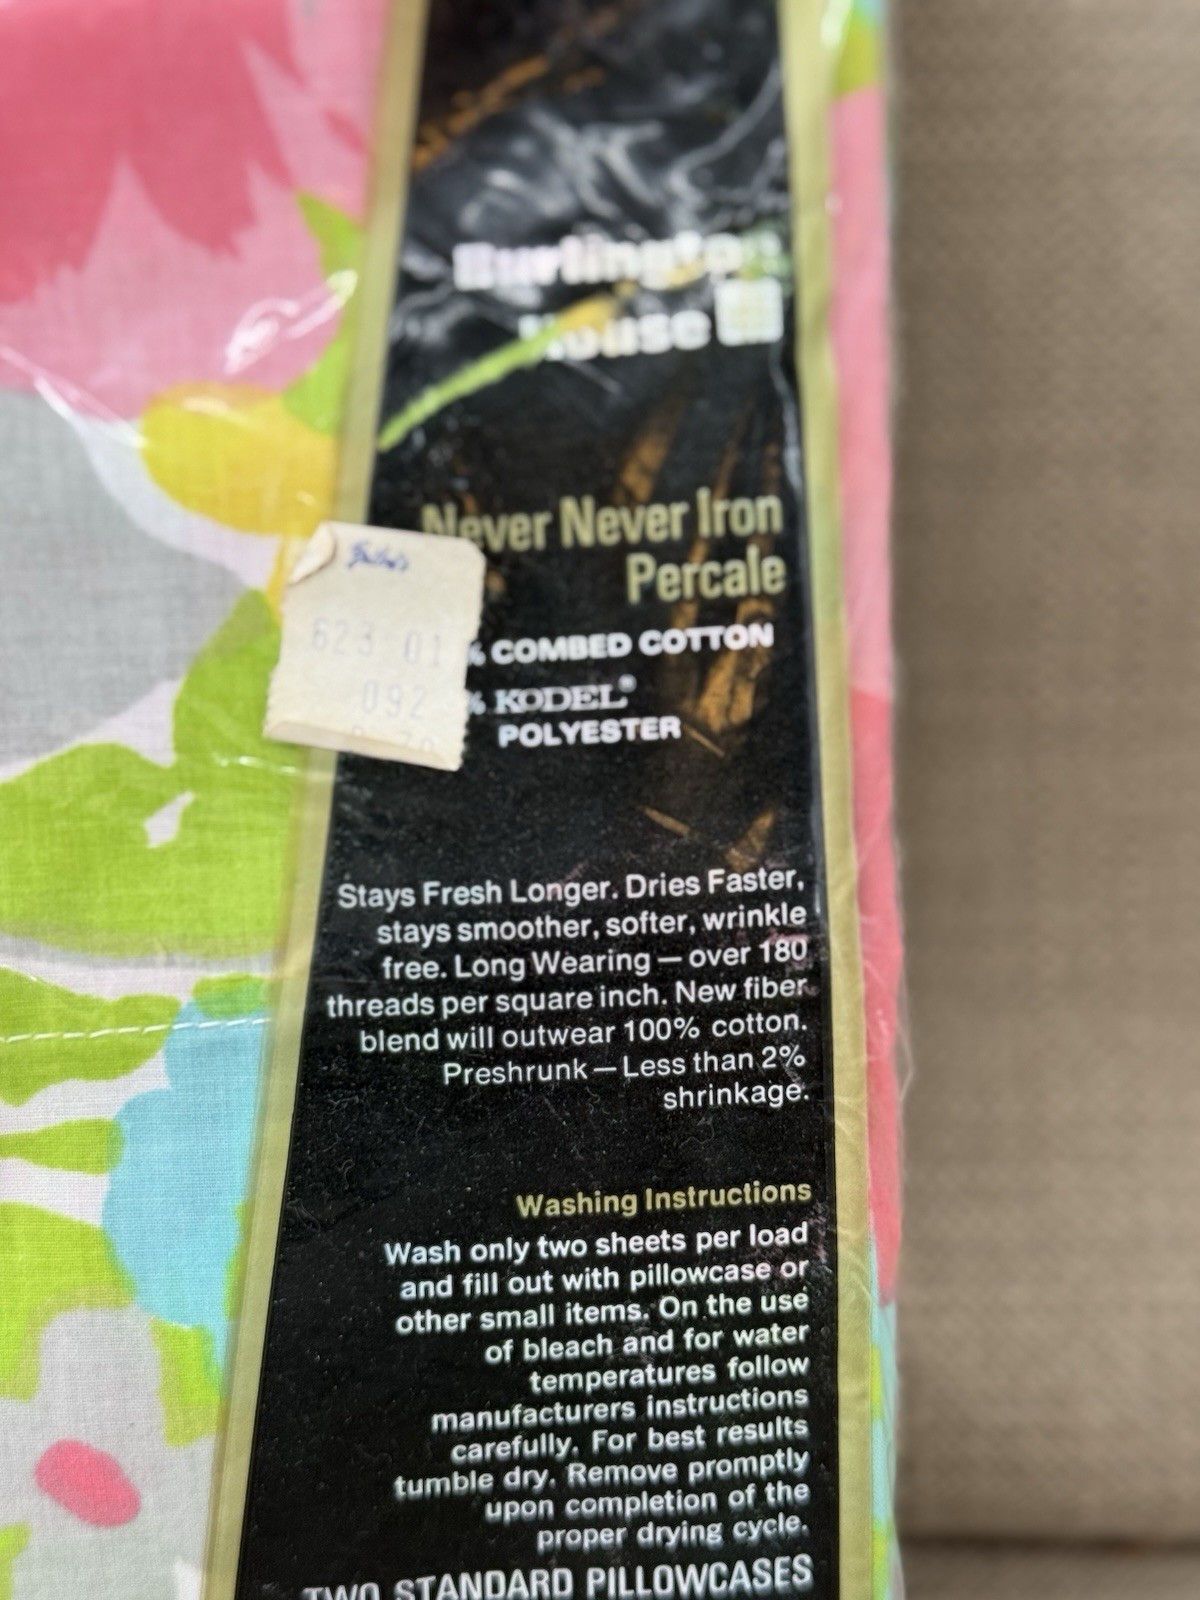 Burlington
House
Never Never Iron
Percale
% COMBED COTTON
% KODEL®
POLYESTER
623 01
092
Stays Fresh Longer. Dries Faster,
stays smoother, softer, wrinkle
free. Long Wearing — over 180
threads per square inch. New fiber
blend will outwear 100% cotton.
Preshrunk — Less than 2%
shrinkage.
Washing Instructions
Wash only two sheets per load
and fill out with pillowcase or
other small items. On the use
of bleach and for water
temperatures follow
manufacturers instructions
carefully. For best results
tumble dry. Remove promptly
upon completion of the
proper drying cycle.
TWO STANDARD PILLOWCASES